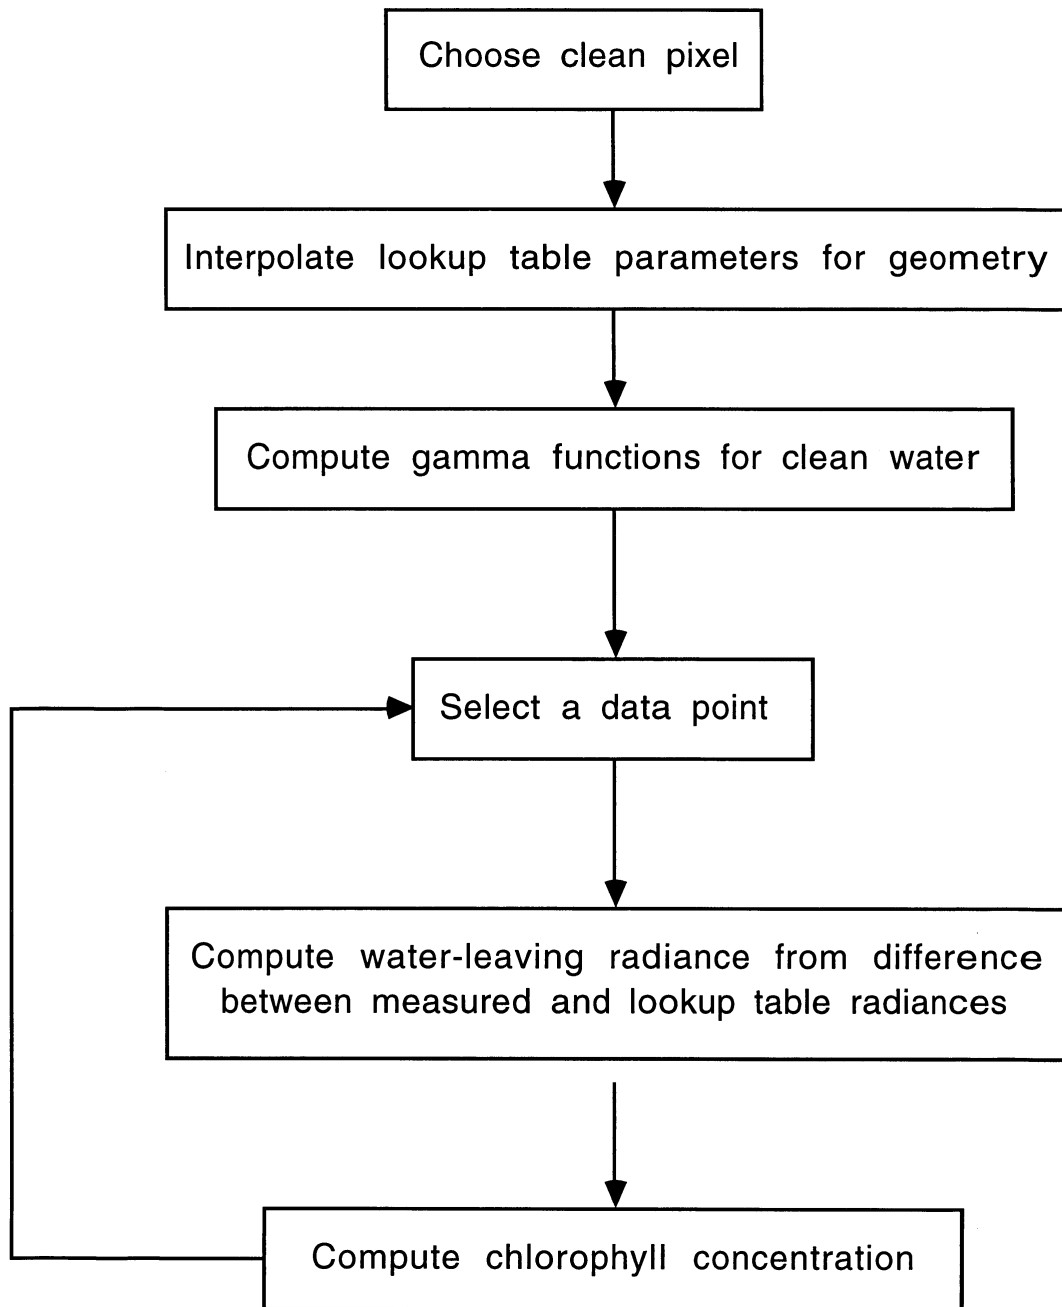 Choose clean pixel
Interpolate lookup table parameters for geometry
Compute gamma functions for clean water
Select a data point
Compute water-leaving radiance from difference
between measured and lookup table radiances
Compute chlorophyll concentration